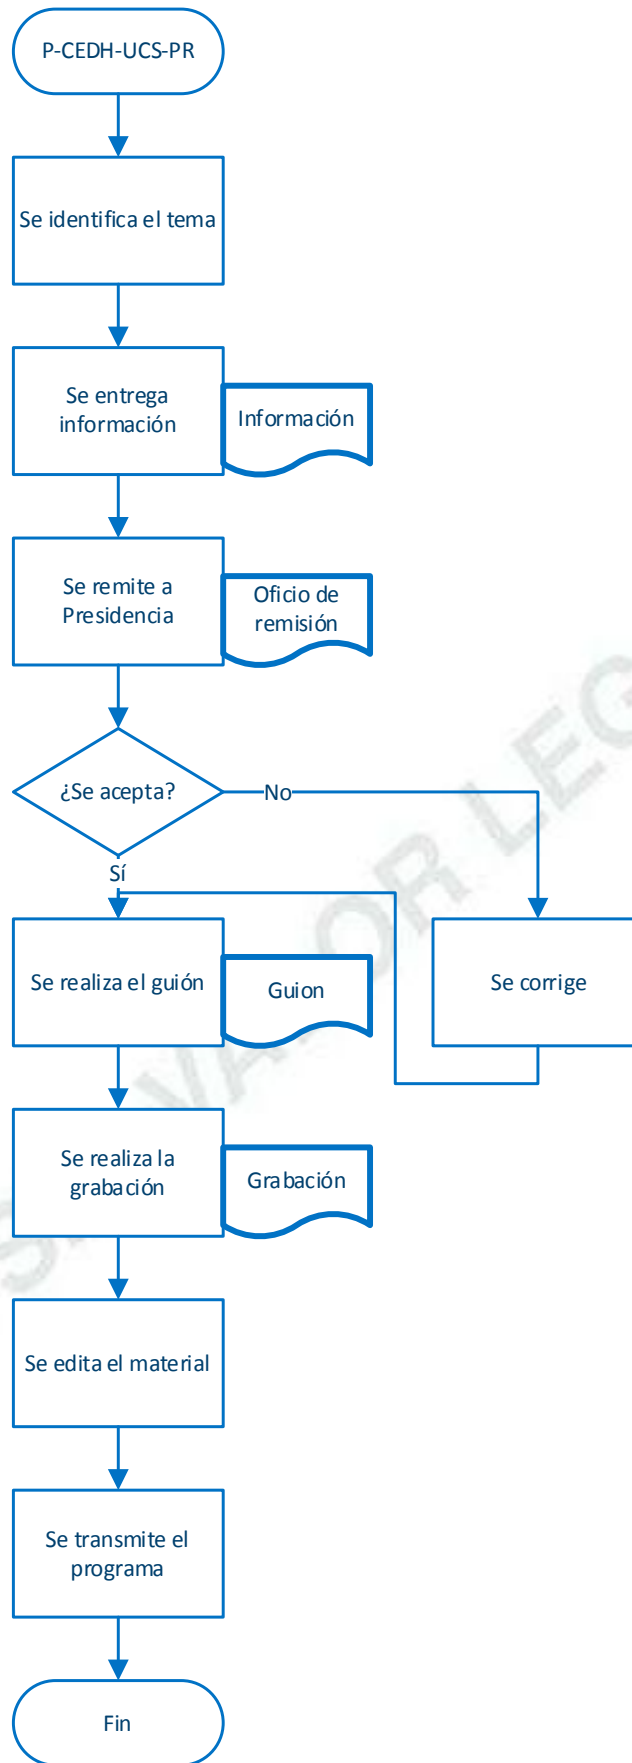 P-CEDH-UCS-PR
Se identifica el tema
Se entrega
información
Información
Se remite a
Presidencia
Oficio de
remisión
¿Se acepta?
No
Sí
Se realiza el guión
Guion
Se corrige
Se realiza la
grabación
Grabación
Se edita el material
Se transmite el
programa
Fin